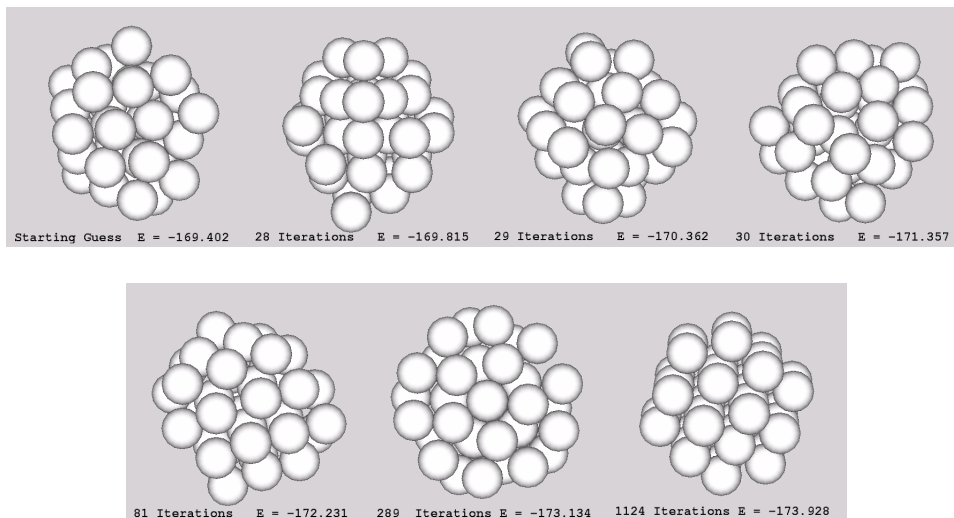 Starting Guess E = -169.402
28 Iterations E = -169.815
29 Iterations E = -170.362
30 Iterations E = -171.357
81 Iterations E = -172.231
289 Iterations E = -173.134
1124 Iterations E = -173.928